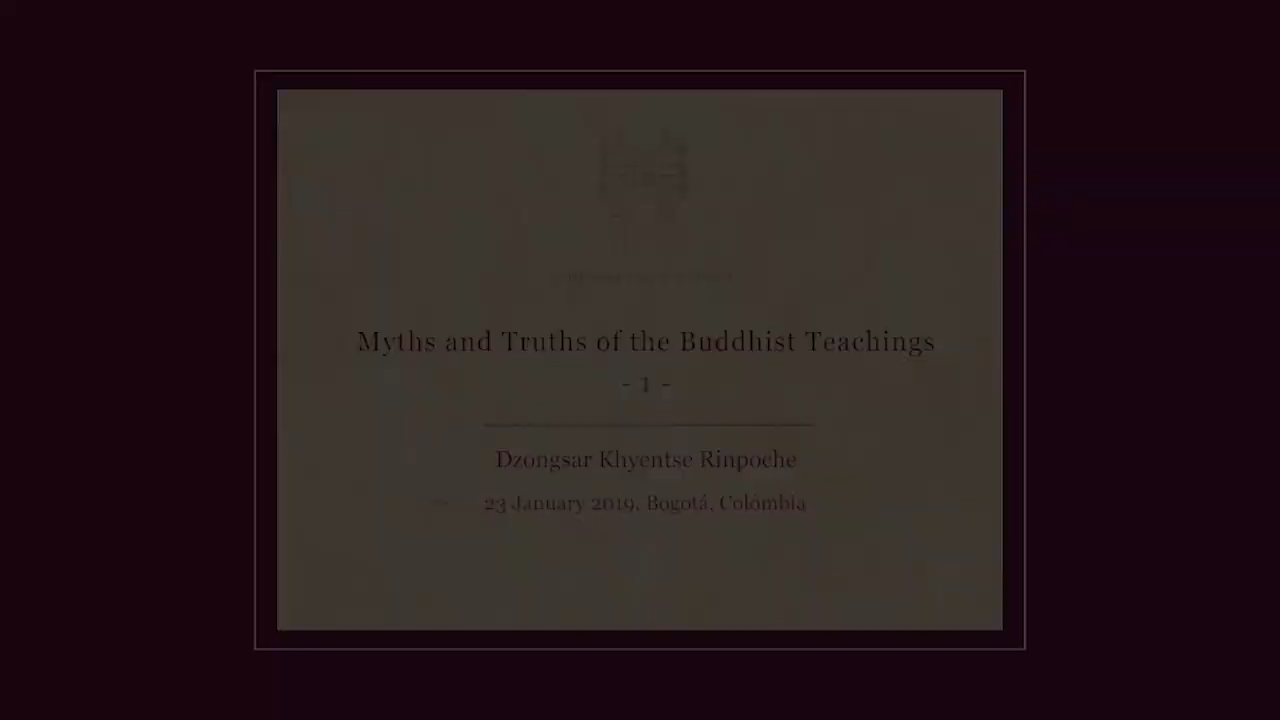 Myths and Truths of the Buddhist Teachings
- 1 -
Dzongsar Khyentse Rinpoche
23 January 2019, Bogotá, Colombia